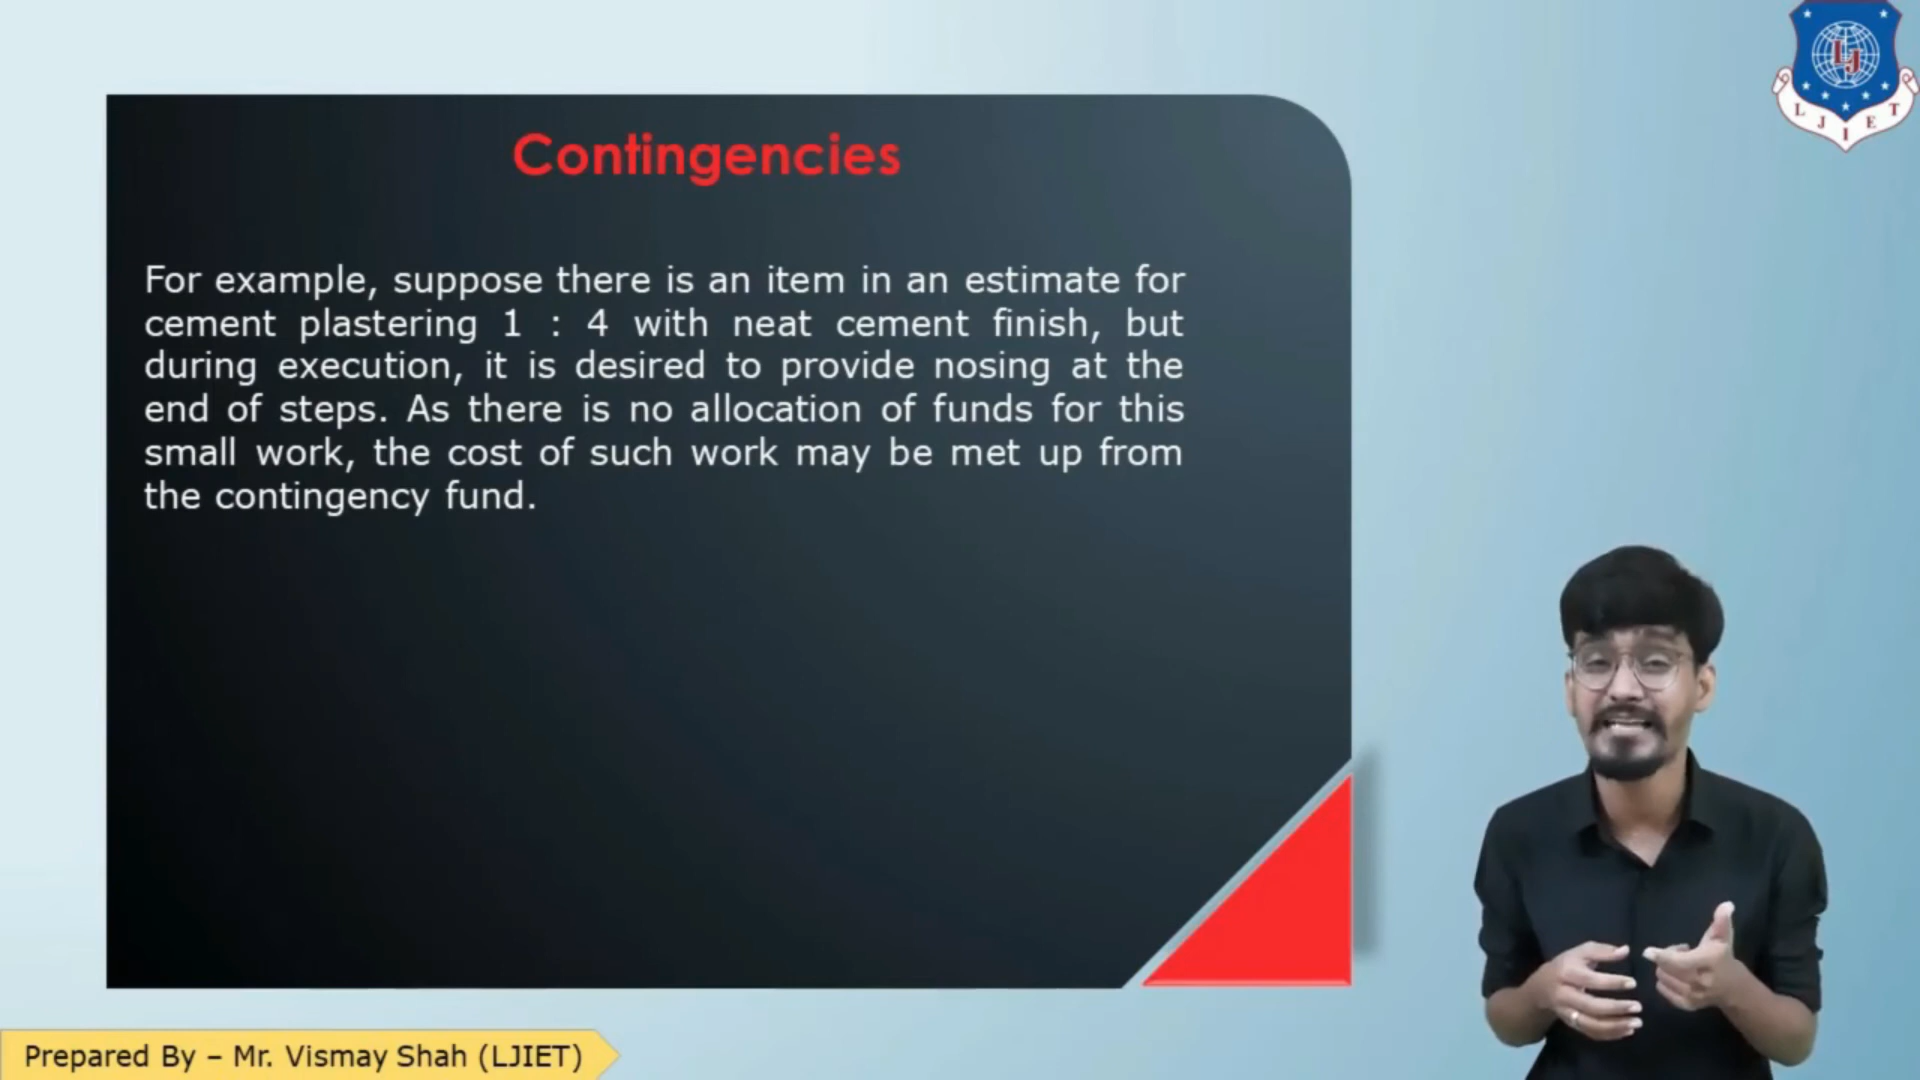 Contingencies
For example, suppose there is an item in an estimate for
cement plastering 1 : 4 with neat cement finish, but
during execution, it is desired to provide nosing at the
end of steps. As there is no allocation of funds for this
small work, the cost of such work may be met up from
the contingency fund.
LJ
L J I E T
Prepared By – Mr. Vismay Shah (LJIET)